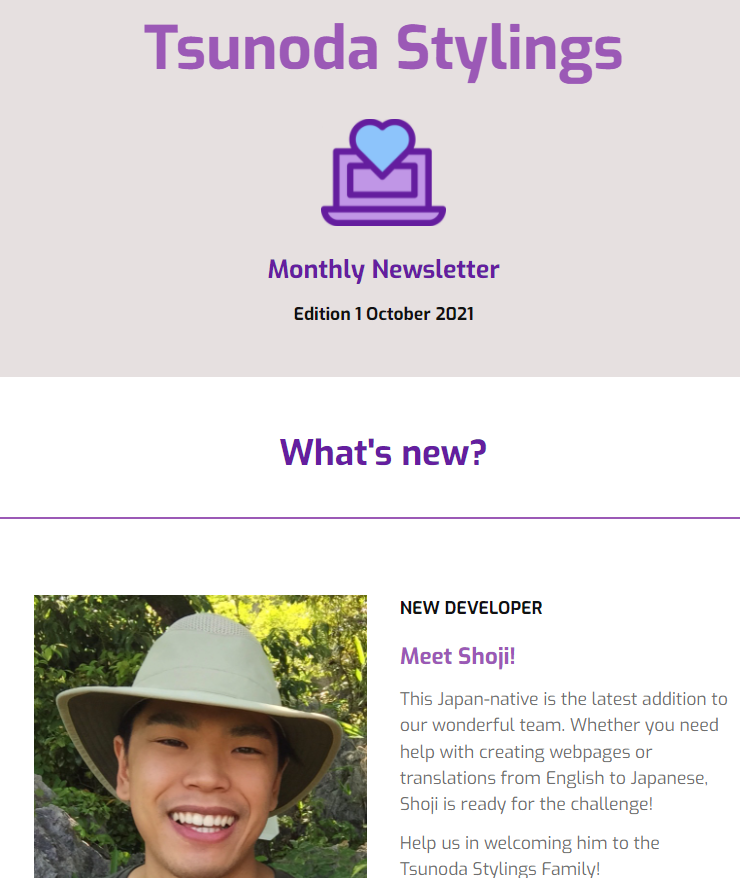 Tsunoda Stylings
Monthly Newsletter
Edition 1 October 2021
What's new?
NEW DEVELOPER
Meet Shoji!
This Japan-native is the latest addition to
our wonderful team. Whether you need
help with creating webpages or
translations from English to Japanese,
Shoji is ready for the challenge!
Help us in welcoming him to the
Tsunoda Stylings Family!